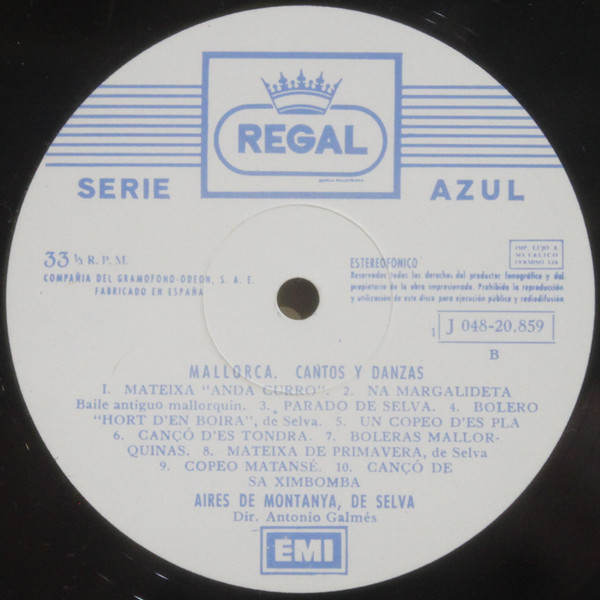 REGAL
SERIE AZUL
33 ⅓ R. P. M.
COMPAÑIA DEL GRAMOFONO-ODEON, S. A. E.
FABRICADO EN ESPAÑA
ESTEREOFONICO
Reservados todos los derechos del productor fonográfico y del
propietario de la obra impresionada. Prohibida la reproducción
y utilización de este disco para ejecución pública y radiodifusión
1 J 048-20.859
B
MALLORCA. CANTOS Y DANZAS
1. MATEIXA "ANDA CURRO". 2. NA MARGALIDETA
Baile antiguo mallorquin. 3. PARADO DE SELVA. 4. BOLERO
"HORT D'EN BOIRA", de Selva. 5. UN COPEO D'ES PLA
6. CANÇÓ D'ES TONDRA. 7. BOLERAS MALLOR-
QUINAS. 8. MATEIXA DE PRIMAVERA, de Selva
9. COPEO MATANSÉ. 10. CANÇÓ DE
SA XIMBOMBA
AIRES DE MONTANYA, DE SELVA
Dir. Antonio Galmés
EMI